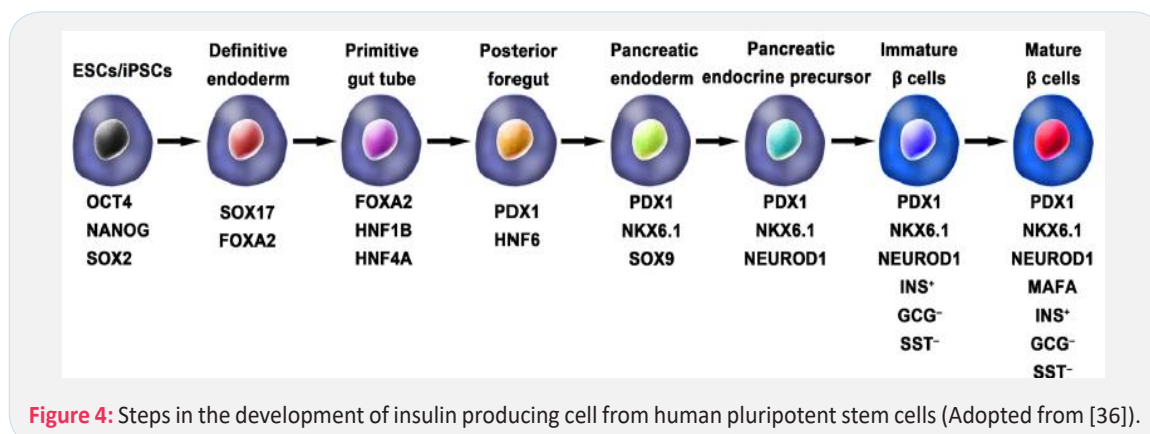 ESCs/iPSCs
Definitive
endoderm
Primitive
gut tube
Posterior
foregut
Pancreatic
endoderm
Pancreatic
endocrine precursor
Immature
β cells
Mature
β cells
OCT4
NANOG
SOX2
SOX17
FOXA2
FOXA2
HNF1B
HNF4A
PDX1
HNF6
PDX1
NKX6.1
SOX9
PDX1
NKX6.1
NEUROD1
PDX1
NKX6.1
NEUROD1
INS⁺
GCG⁻
SST⁻
PDX1
NKX6.1
NEUROD1
MAFA
INS⁺
GCG⁻
SST⁻
Figure 4: Steps in the development of insulin producing cell from human pluripotent stem cells (Adopted from [36]).